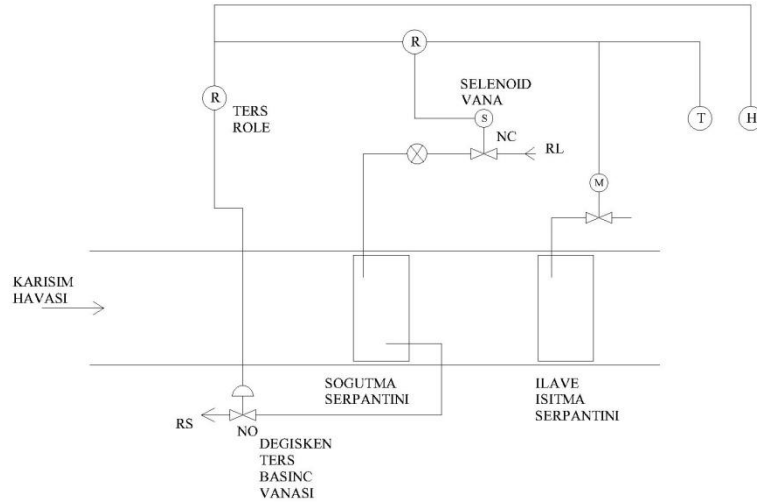 R
R
TERS
ROLE
SELENOID
VANA
S
NC
RL
T
H
M
KARISIM
HAVASI
SOGUTMA
SERPANTINI
ILAVE
ISITMA
SERPANTINI
RS
NO
DEGISKEN
TERS
BASINC
VANASI